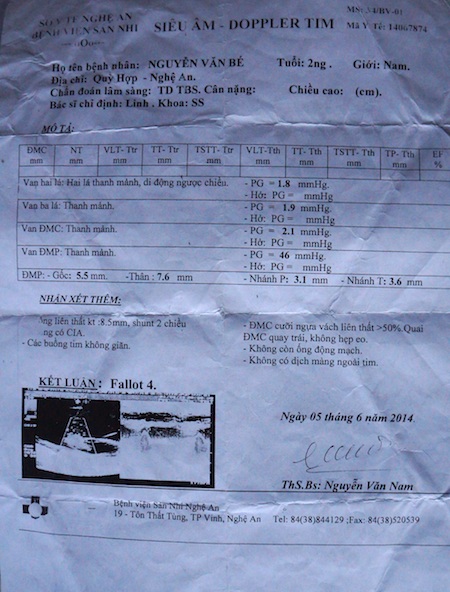 SỞ Y TẾ NGHỆ AN
BỆNH VIỆN SẢN NHI
---oOo---
SIÊU ÂM - DOPPLER TIM
Mã Y Tế: 14067874
Họ tên bệnh nhân: NGUYỄN VĂN BÉ Tuổi: 2ng . Giới: Nam.
Địa chỉ: Quỳ Hợp - Nghệ An.
Chẩn đoán lâm sàng: TD TBS. Cân nặng: Chiều cao: (cm).
Bác sĩ chỉ định: Linh . Khoa: SS
MÔ TẢ:
ĐMC mm NT mm VLT- Ttr mm TT- Ttr mm TSTT- Ttr mm VLT-Tth mm TT- Tth mm TSTT- Tth mm TP- Tth mm EF %
Van hai lá: Hai lá thanh mảnh, di động ngược chiều. - PG = 1.8 mmHg.
- Hở: PG = mmHg
Van ba lá: Thanh mảnh. - PG = 1.9 mmHg.
- Hở: PG = mmHg
Van ĐMC: Thanh mảnh. - PG = 2.1 mmHg.
- Hở: PG = mmHg
Van ĐMP: Thanh mảnh. - PG = 46 mmHg.
- Hở: PG = mmHg.
ĐMP: - Gốc: 5.5 mm. -Thân : 7.6 mm - Nhánh P: 3.1 mm - Nhánh T: 3.6 mm
NHẬN XÉT THÊM:
liên thất kt :8.5mm, shunt 2 chiều
có CIA.
- Các buồng tim không giãn.
- ĐMC cưỡi ngựa vách liên thất >50% Quai
ĐMC quay trái, không hẹp eo.
- Không còn ống động mạch.
- Không có dịch màng ngoài tim.
KẾT LUẬN : Fallot 4.
Ngày 05 tháng 6 năm 2014.
ThS.Bs: Nguyễn Văn Nam
Bệnh viện Sản Nhi Nghệ An
19 - Tôn Thất Tùng, TP Vinh, Nghệ An Tel: 84(38)844129 ;Fax: 84(38)520539